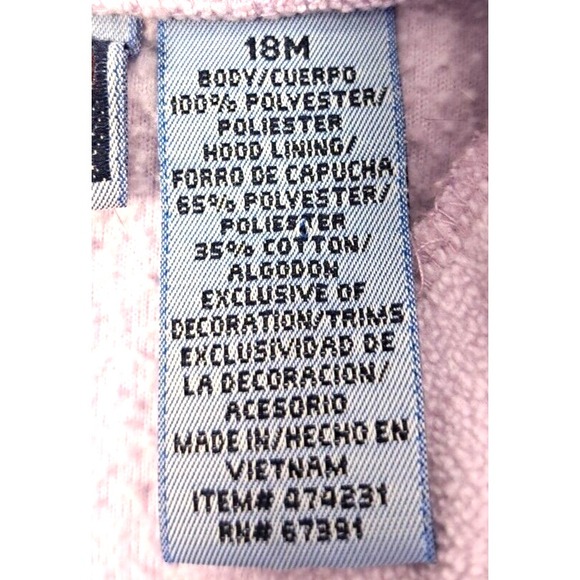 18M
BODY/CUERPO
100% POLYESTER/
POLIESTER
HOOD LINING/
FORRO DE CAPUCHA
65% POLYESTER/
POLIESTER
35% COTTON/
ALGODON
EXCLUSIVE OF
DECORATION/TRIMS
EXCLUSIVIDAD DE
LA DECORACION/
ACESORIO
MADE IN/HECHO EN
VIETNAM
ITEM# 474231
RN# 67391